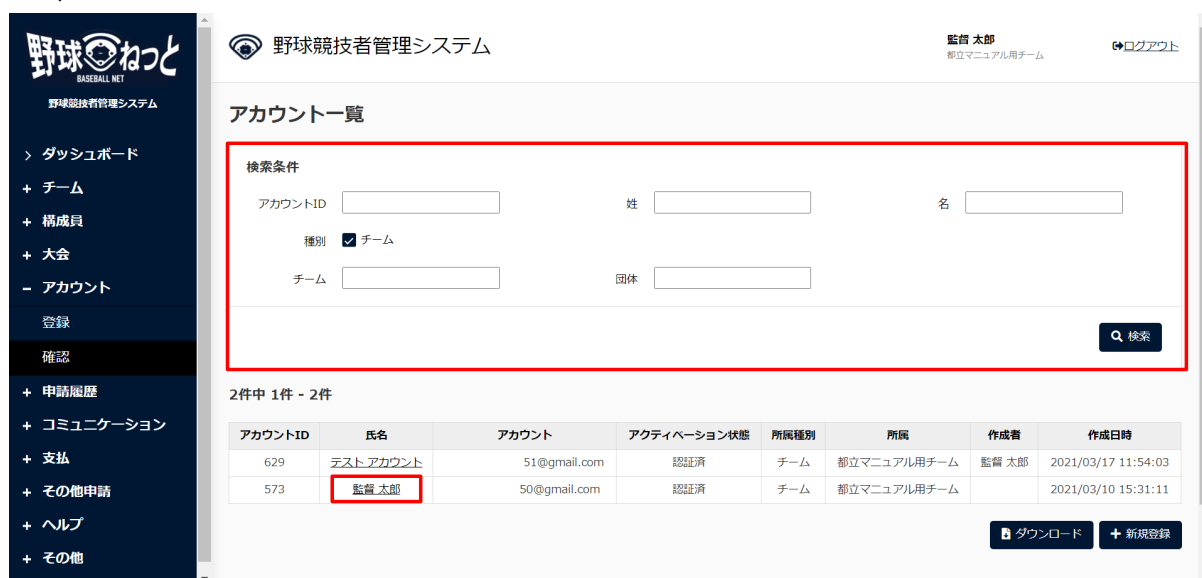 野球ねっと
BASEBALL NET
野球競技者管理システム
ダッシュボード
+ チーム
+ 構成員
+ 大会
− アカウント
登録
確認
+ 申請履歴
+ コミュニケーション
+ 支払
+ その他申請
+ ヘルプ
+ その他
野球競技者管理システム
監督 太郎
都立マニュアル用チーム
ログアウト
アカウント一覧
検索条件
アカウントID 姓 名
種別 チーム
チーム 団体
検索
2件中 1件 - 2件
アカウントID 氏名 アカウント アクティベーション状態 所属種別 所属 作成者 作成日時
629 テスト アカウント 51@gmail.com 認証済 チーム 都立マニュアル用チーム 監督 太郎 2021/03/17 11:54:03
573 監督 太郎 50@gmail.com 認証済 チーム 都立マニュアル用チーム 2021/03/10 15:31:11
ダウンロード + 新規登録